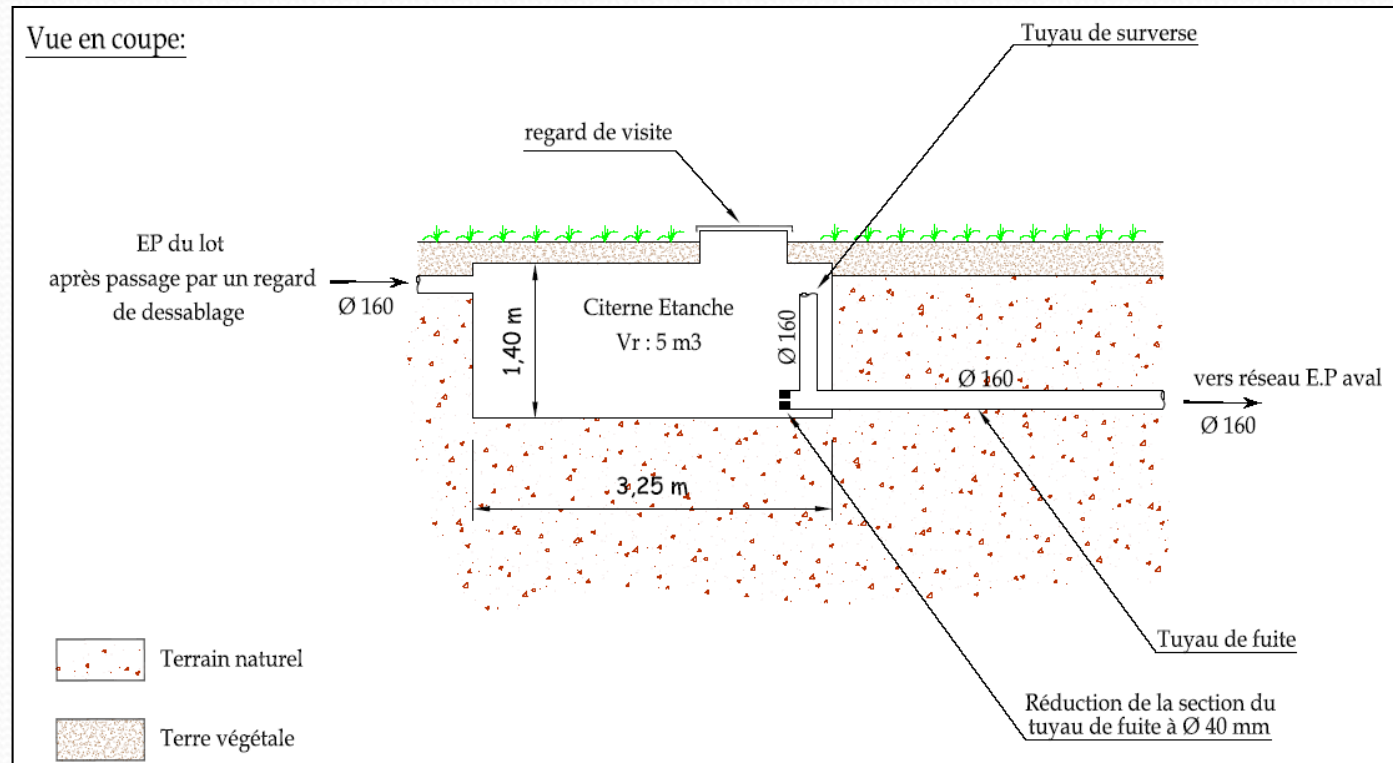 Vue en coupe:
Tuyau de surverse
regard de visite
EP du lot
après passage par un regard
de dessablage
Ø 160
1,40 m
Citerne Etanche
Vr : 5 m3
Ø 160
Ø 160
vers réseau E.P aval
Ø 160
3,25 m
Tuyau de fuite
Réduction de la section du
tuyau de fuite à Ø 40 mm
Terrain naturel
Terre végétale